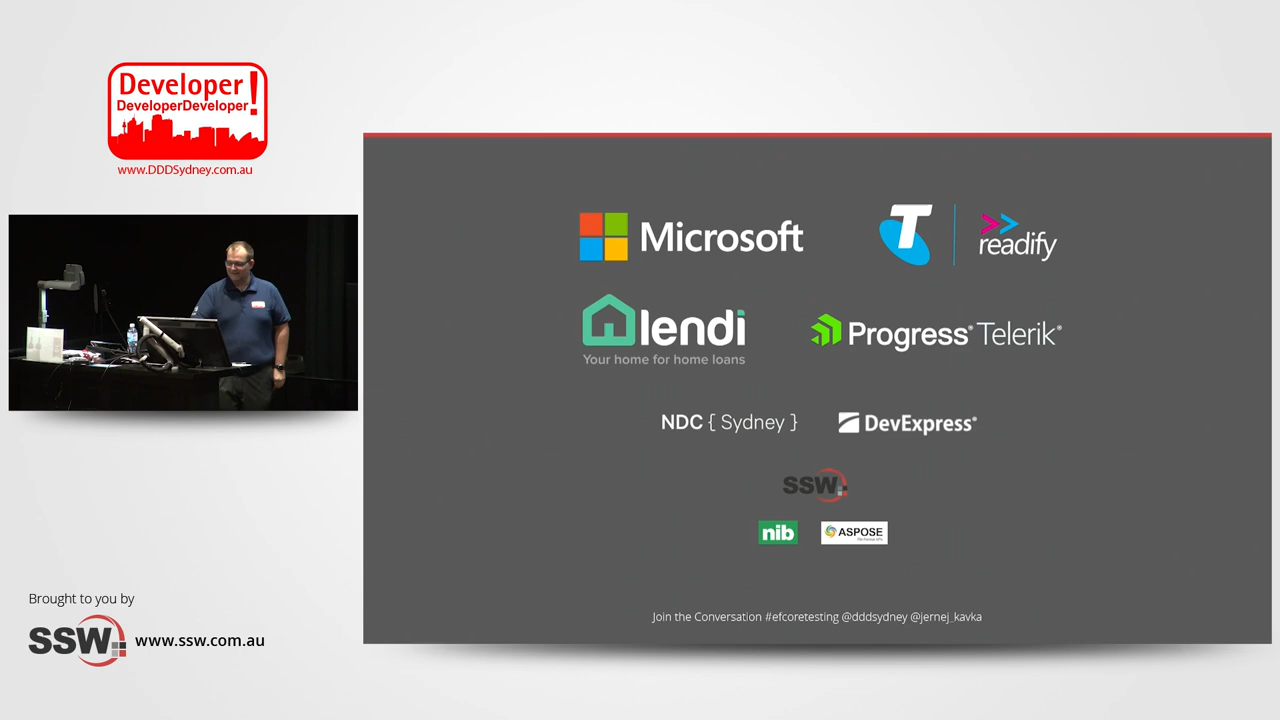 Developer!
DeveloperDeveloper
www.DDDSydney.com.au
Microsoft
T
readify
lendi
Your home for home loans
Progress® Telerik®
NDC { Sydney }
DevExpress®
SSW
nib
ASPOSE
Join the Conversation #efcoretesting @dddsydney @jernej_kavka
Brought to you by
SSW
www.ssw.com.au